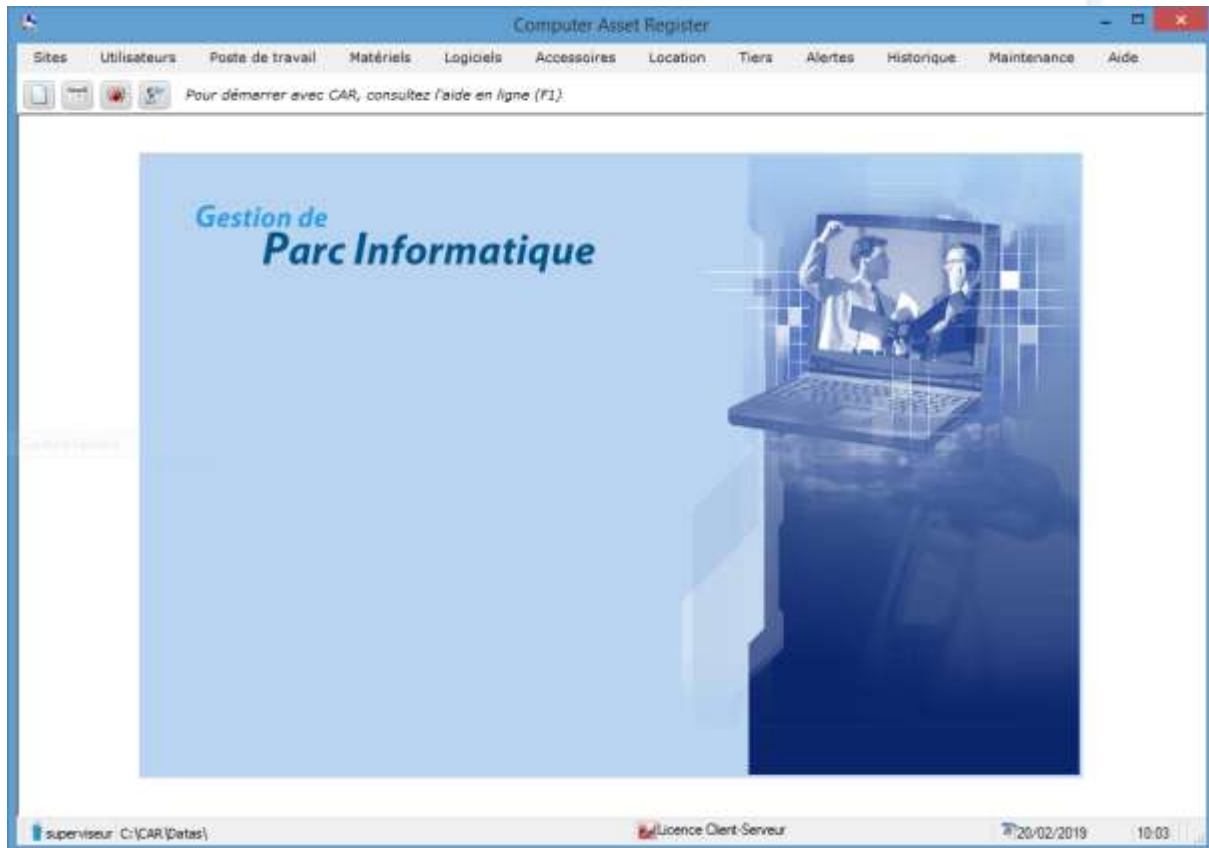 Computer Asset Register
Sites Utilisateurs Poste de travail Matériels Logiciels Accessoires Location Tiers Alertes Historique Maintenance Aide
Pour démarrer avec CAR, consultez l'aide en ligne (F1)
Gestion de
Parc Informatique
superviseur C:\CAR\Datas\ Licence Client-Serveur 20/02/2019 10:03